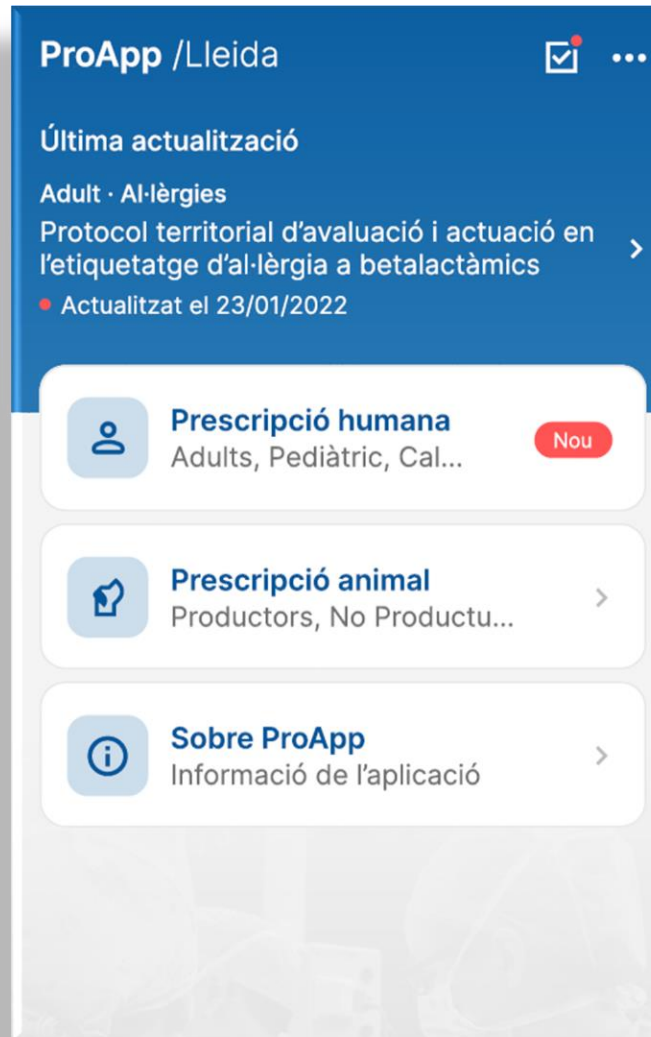 ProApp /Lleida
Última actualització
Adult · Al·lèrgies
Protocol territorial d’avaluació i actuació en
l’etiquetatge d’al·lèrgia a betalactàmics
Actualitzat el 23/01/2022
Prescripció humana
Adults, Pediàtric, Cal...
Nou
Prescripció animal
Productors, No Productu...
Sobre ProApp
Informació de l’aplicació